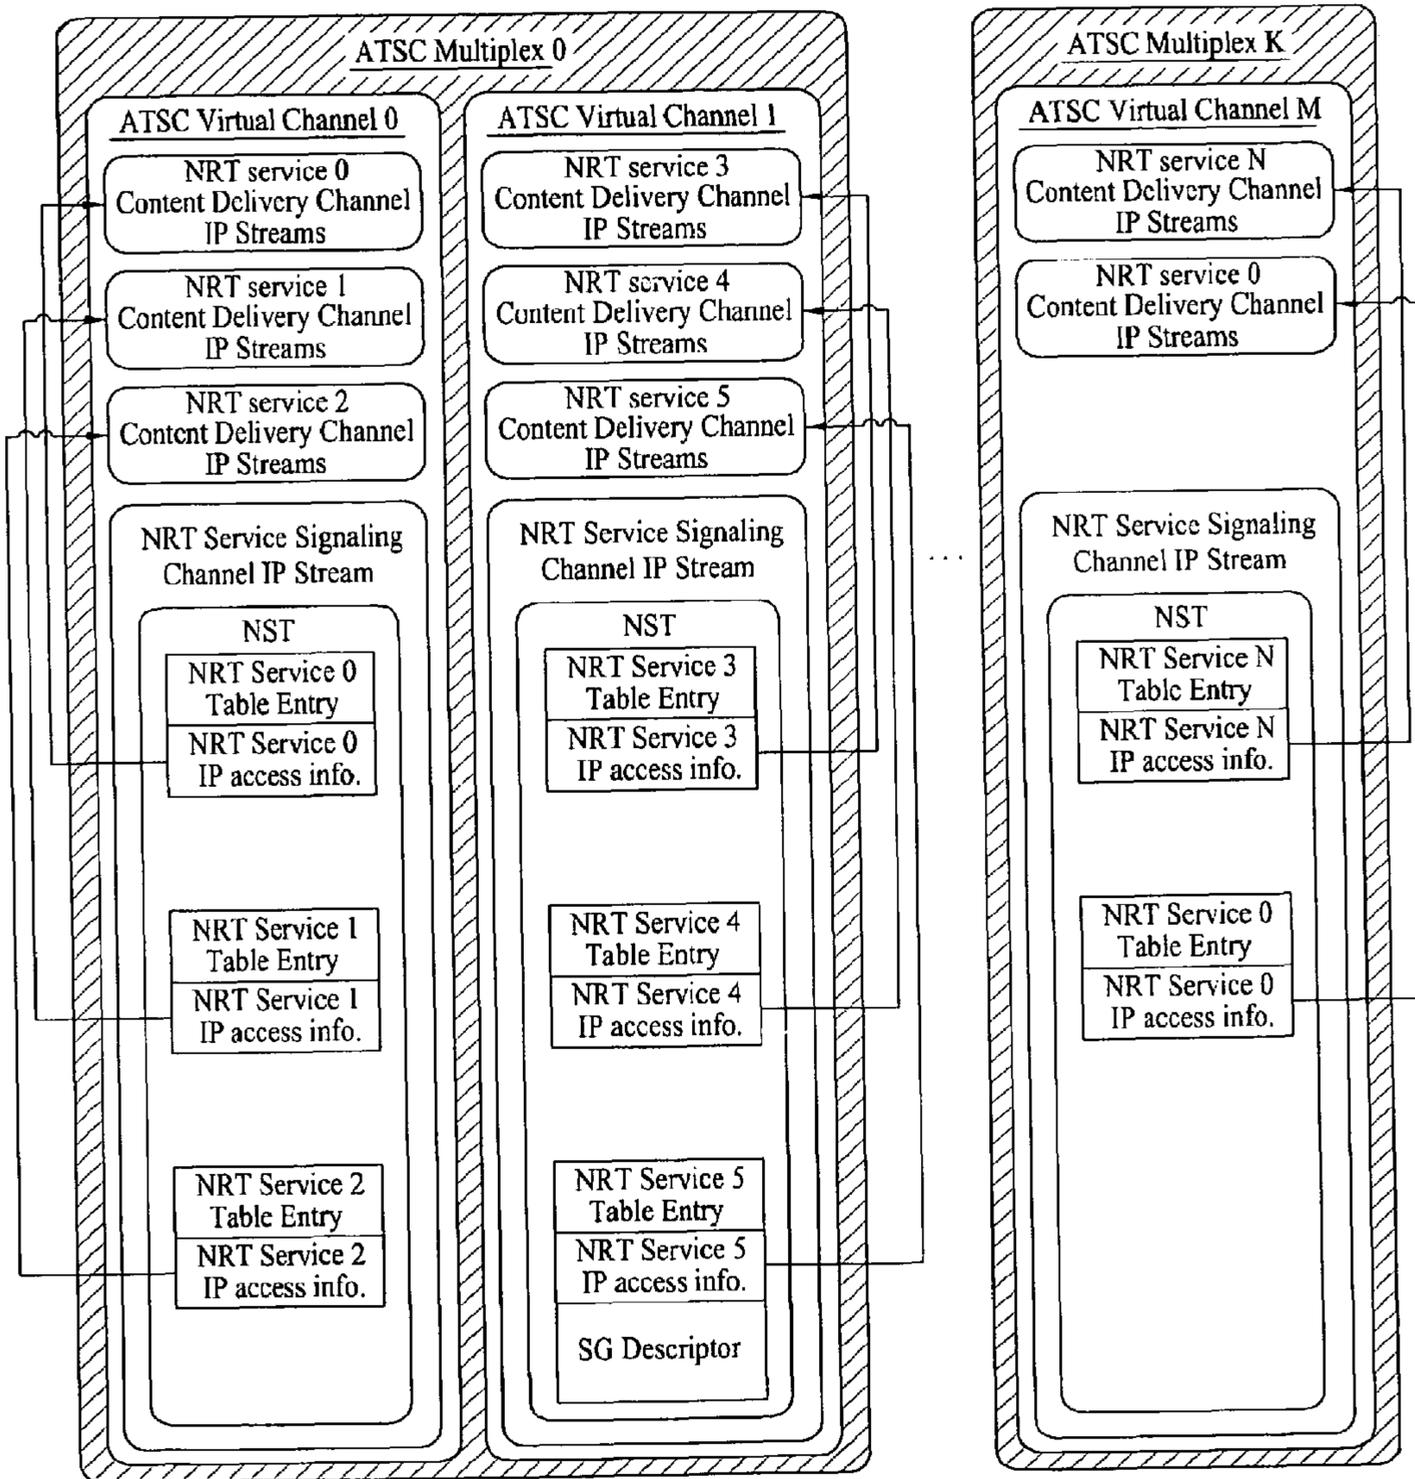 ATSC Multiplex 0
ATSC Virtual Channel 0
NRT service 0
Content Delivery Channel
IP Streams
NRT service 1
Content Delivery Channel
IP Streams
NRT service 2
Content Delivery Channel
IP Streams
NRT Service Signaling
Channel IP Stream
NST
NRT Service 0
Table Entry
NRT Service 0
IP access info.
NRT Service 1
Table Entry
NRT Service 1
IP access info.
NRT Service 2
Table Entry
NRT Service 2
IP access info.
ATSC Virtual Channel 1
NRT service 3
Content Delivery Channel
IP Streams
NRT service 4
Content Delivery Channel
IP Streams
NRT service 5
Content Delivery Channel
IP Streams
NRT Service Signaling
Channel IP Stream
NST
NRT Service 3
Table Entry
NRT Service 3
IP access info.
NRT Service 4
Table Entry
NRT Service 4
IP access info.
NRT Service 5
Table Entry
NRT Service 5
IP access info.
SG Descriptor
. . .
ATSC Multiplex K
ATSC Virtual Channel M
NRT service N
Content Delivery Channel
IP Streams
NRT service 0
Content Delivery Channel
IP Streams
NRT Service Signaling
Channel IP Stream
NST
NRT Service N
Table Entry
NRT Service N
IP access info.
NRT Service 0
Table Entry
NRT Service 0
IP access info.